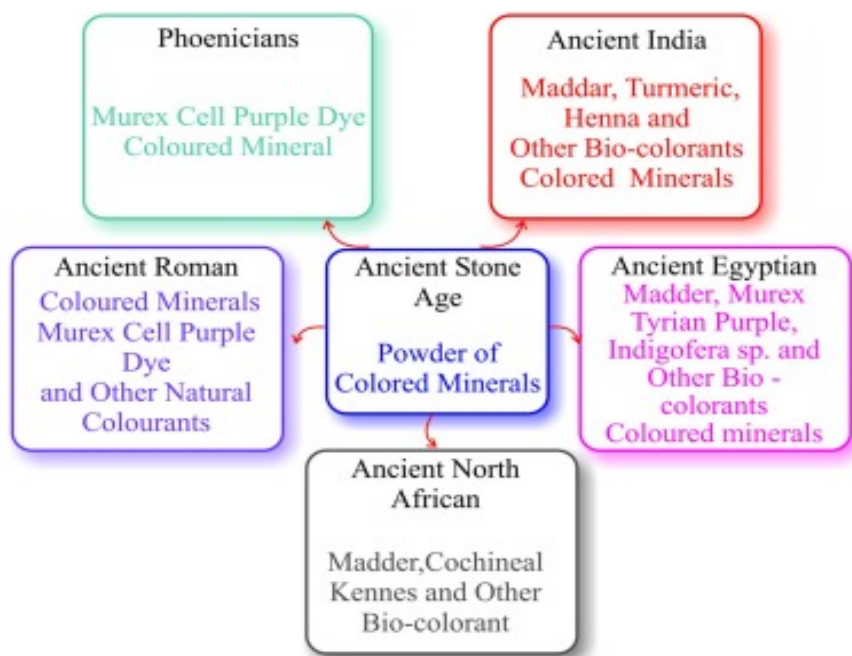 Phoenicians
Murex Cell Purple Dye
Coloured Mineral
Ancient India
Maddar, Turmeric,
Henna and
Other Bio-colorants
Colored Minerals
Ancient Roman
Coloured Minerals
Murex Cell Purple
Dye
and Other Natural
Colourants
Ancient Stone
Age
Powder of
Colored Minerals
Ancient Egyptian
Madder, Murex
Tyrian Purple,
Indigofera sp. and
Other Bio -
colorants
Coloured minerals
Ancient North
African
Madder,Cochineal
Kennes and Other
Bio-colorant